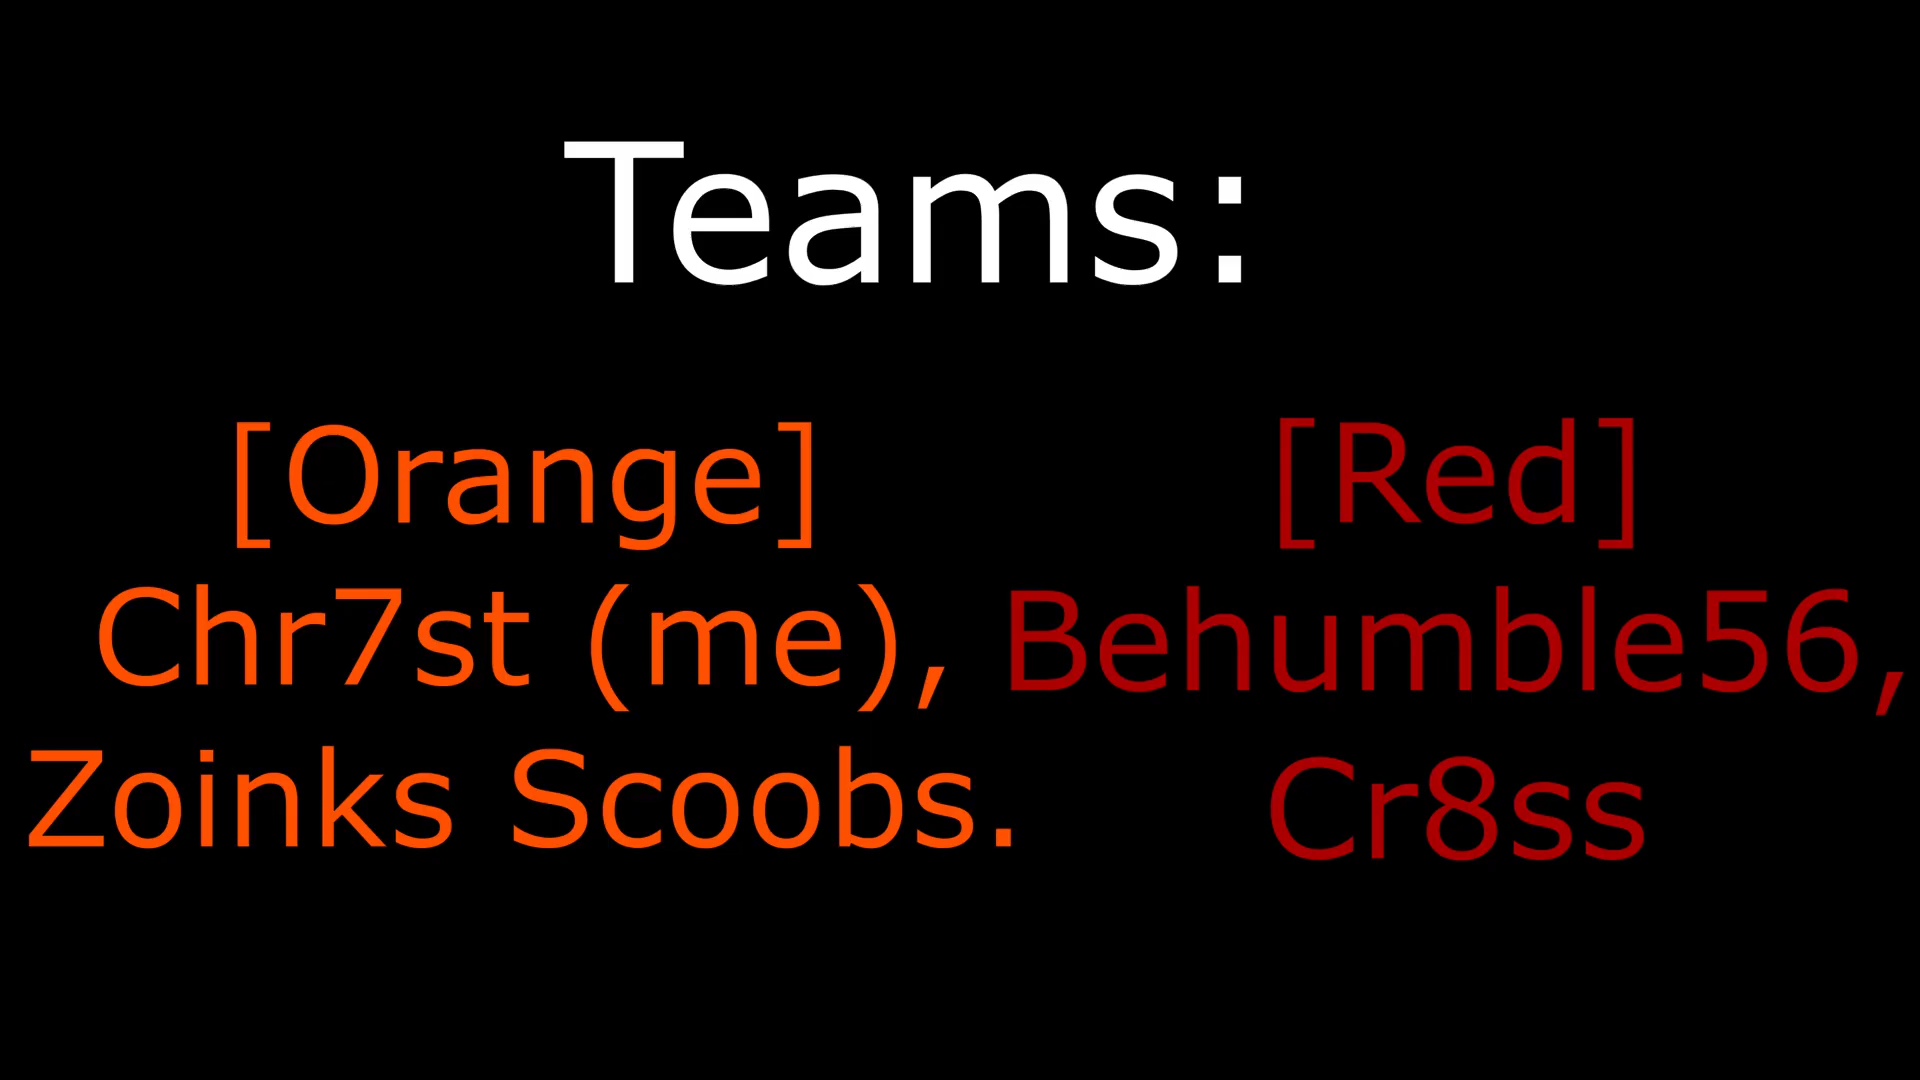 Teams:
[Orange]
Chr7st (me),
Zoinks Scoobs.
[Red]
Behumble56,
Cr8ss